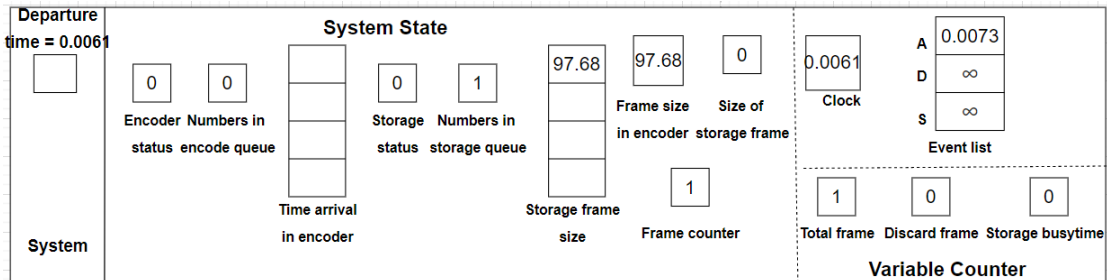 Departure
time = 0.0061
System
System State
0
Encoder
status
0
Numbers in
encode queue
Time arrival
in encoder
0
Storage
status
1
Numbers in
storage queue
97.68
Storage frame
size
97.68
Frame size
in encoder
0
Size of
storage frame
1
Frame counter
0.0061
Clock
A
0.0073
D
∞
S
∞
Event list
1
Total frame
0
Discard frame
0
Storage busytime
Variable Counter